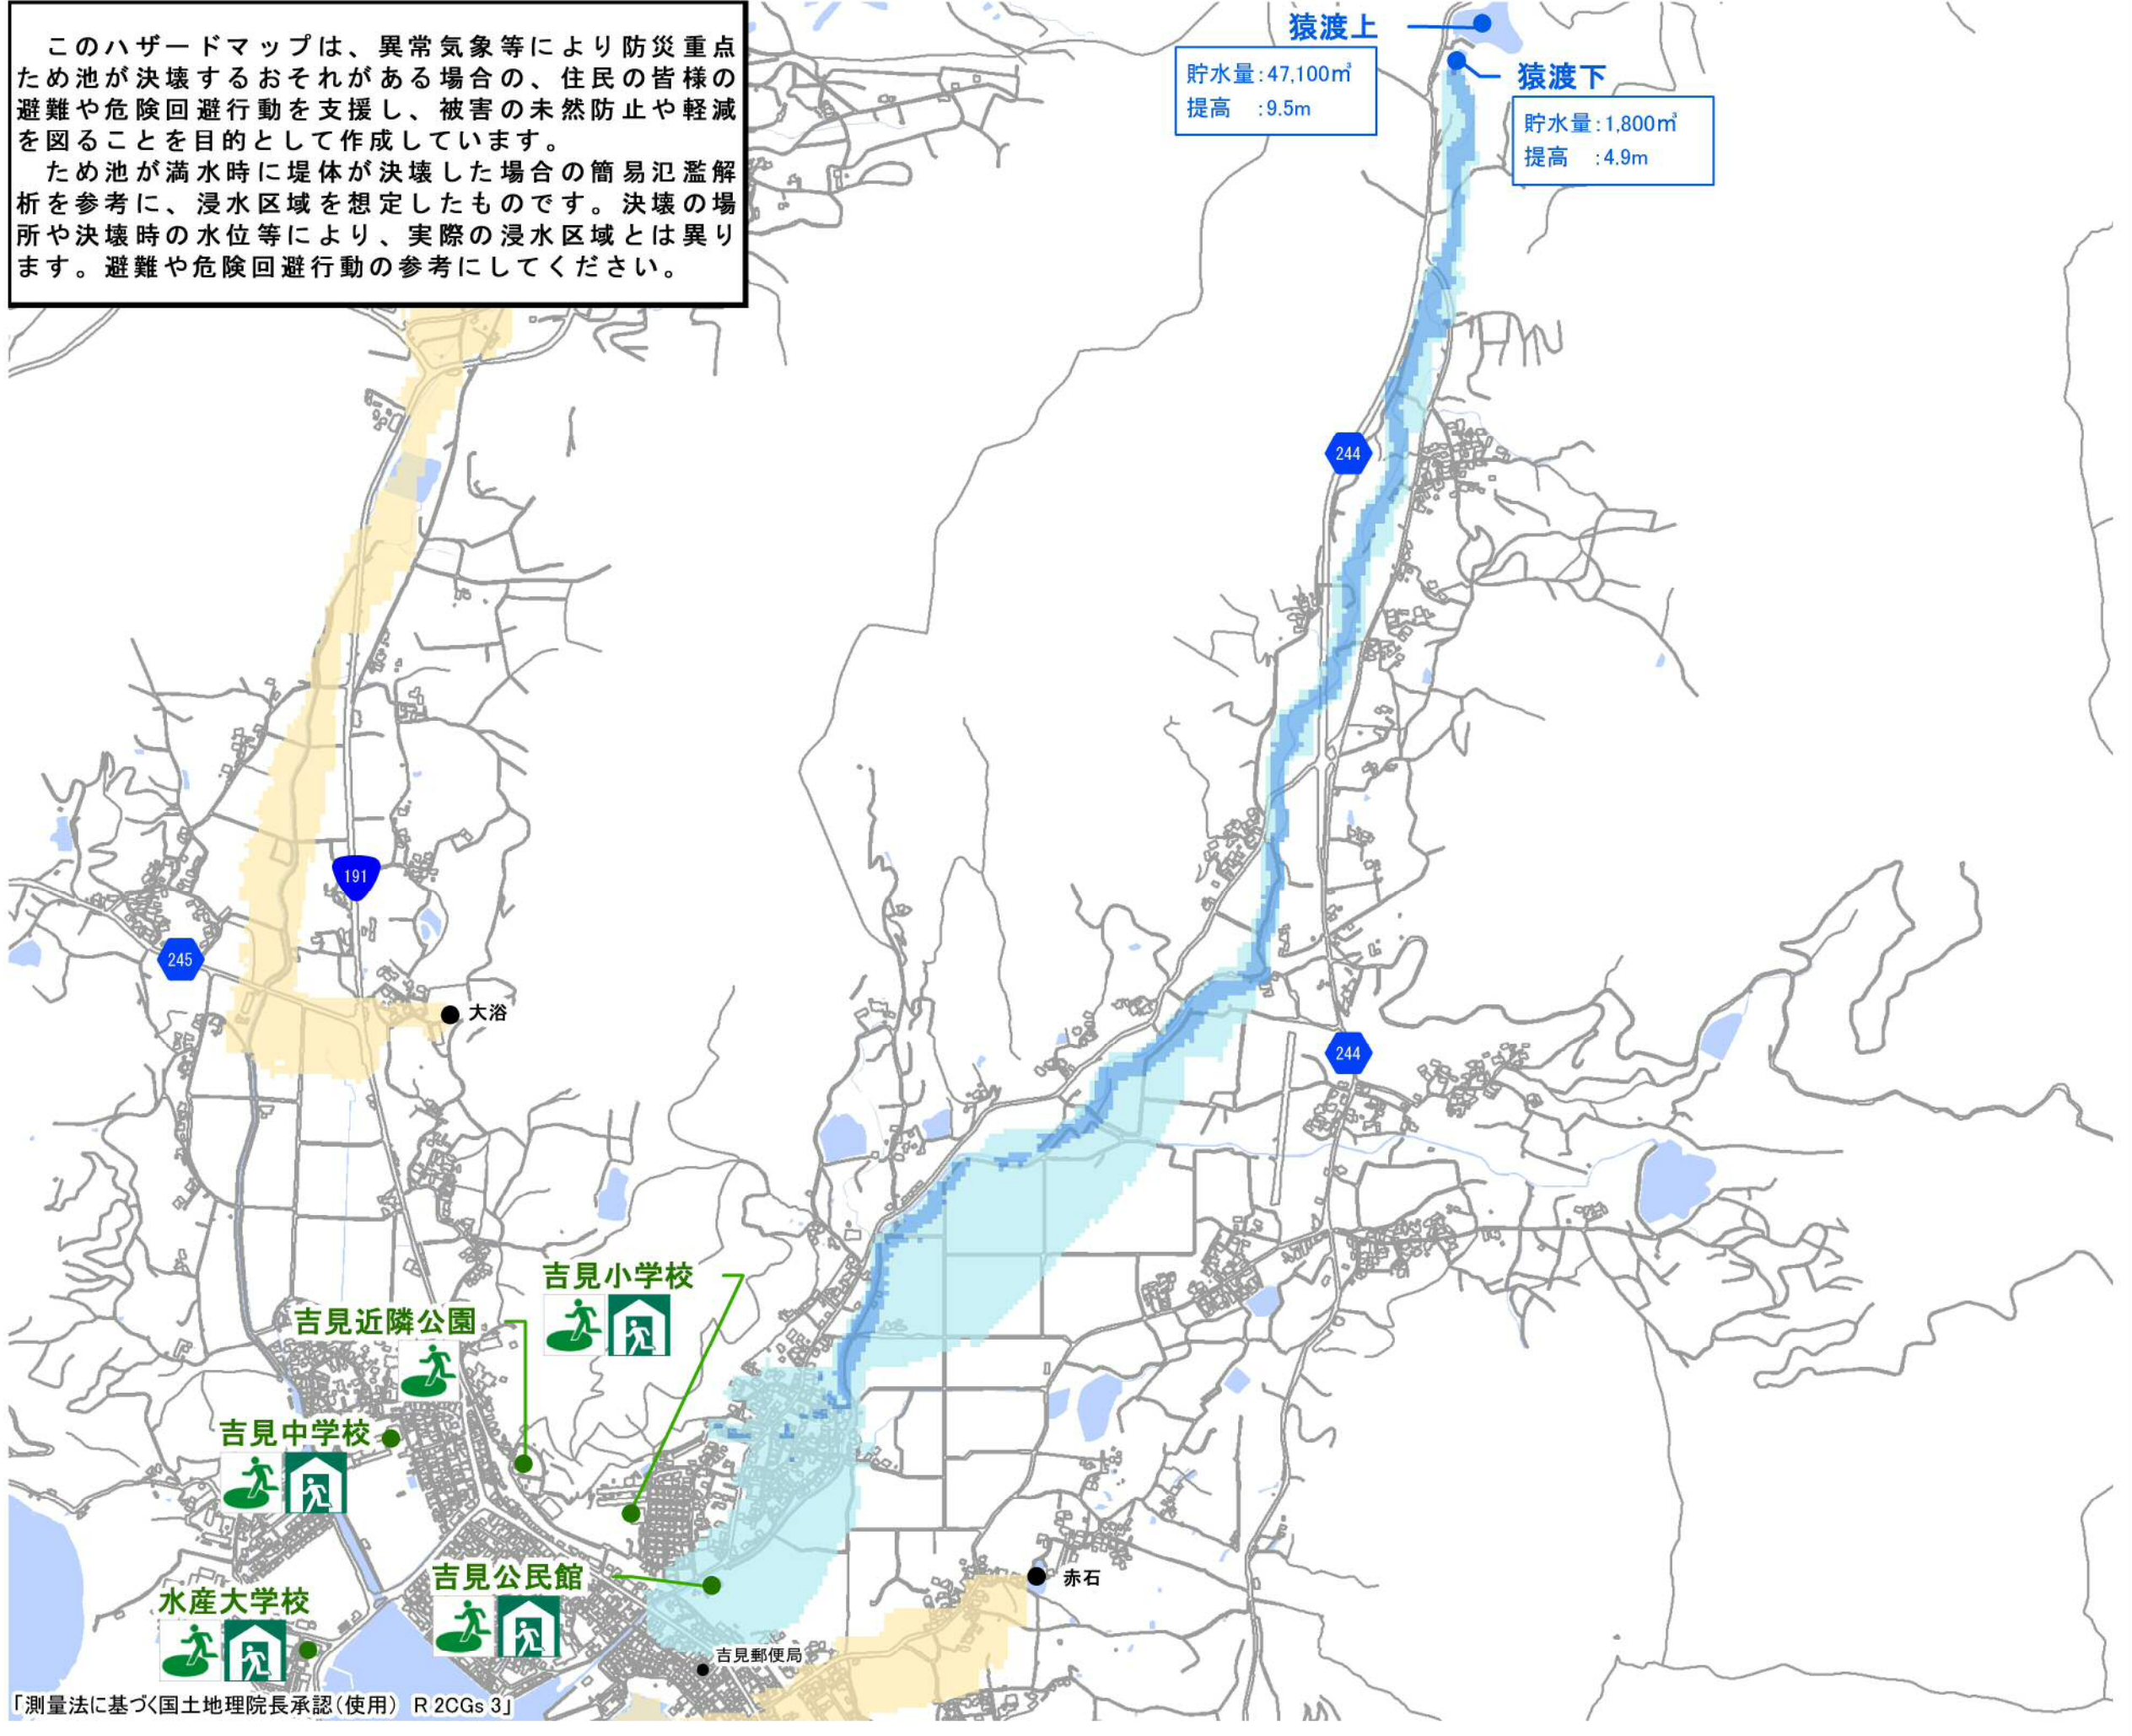 このハザードマップは、異常気象等により防災重点
ため池が決壊するおそれがある場合の、住民の皆様の
避難や危険回避行動を支援し、被害の未然防止や軽減
を図ることを目的として作成しています。
ため池が満水時に堤体が決壊した場合の簡易氾濫解
析を参考に、浸水区域を想定したものです。決壊の場
所や決壊時の水位等により、実際の浸水区域とは異り
ます。避難や危険回避行動の参考にしてください。
猿渡上
貯水量:47,100㎥
提高 :9.5m
猿渡下
貯水量:1,800㎥
提高 :4.9m
244
191
245
大浴
244
吉見小学校
吉見近隣公園
吉見中学校
吉見公民館
赤石
水産大学校
吉見郵便局
「測量法に基づく国土地理院長承認(使用) R 2CGs 3」